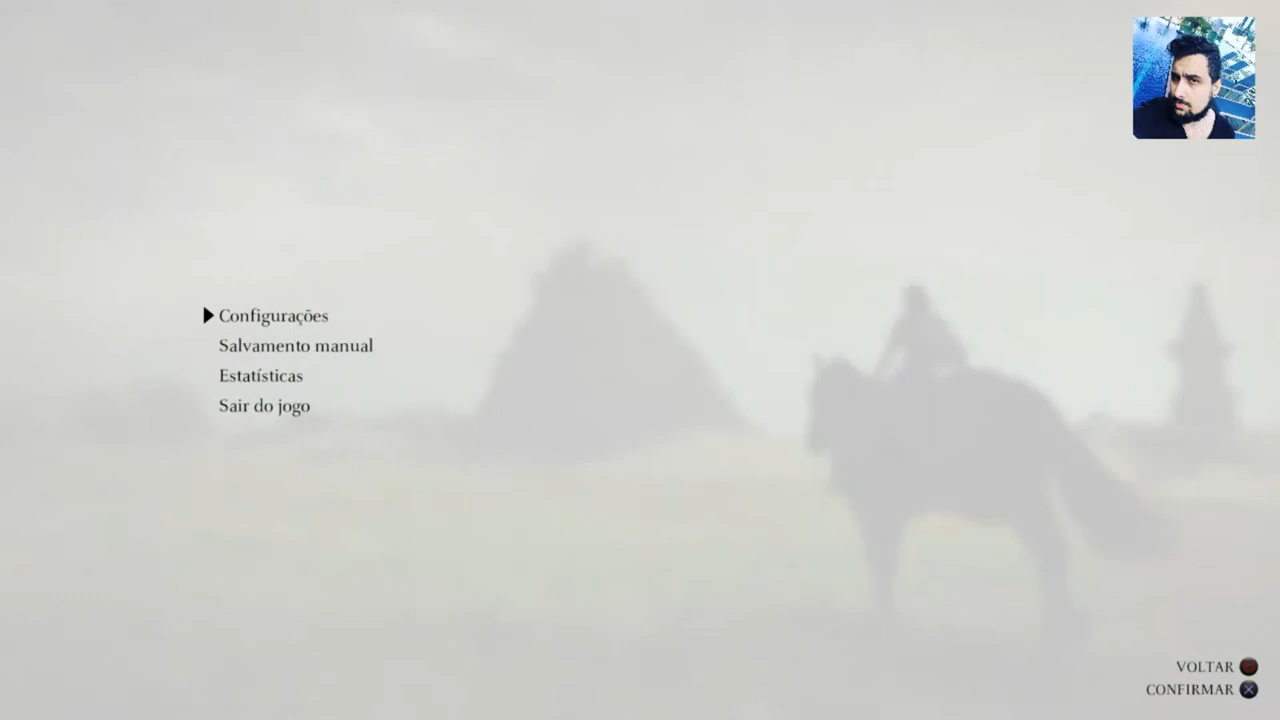 Configurações
Salvamento manual
Estatísticas
Sair do jogo
VOLTAR
CONFIRMAR